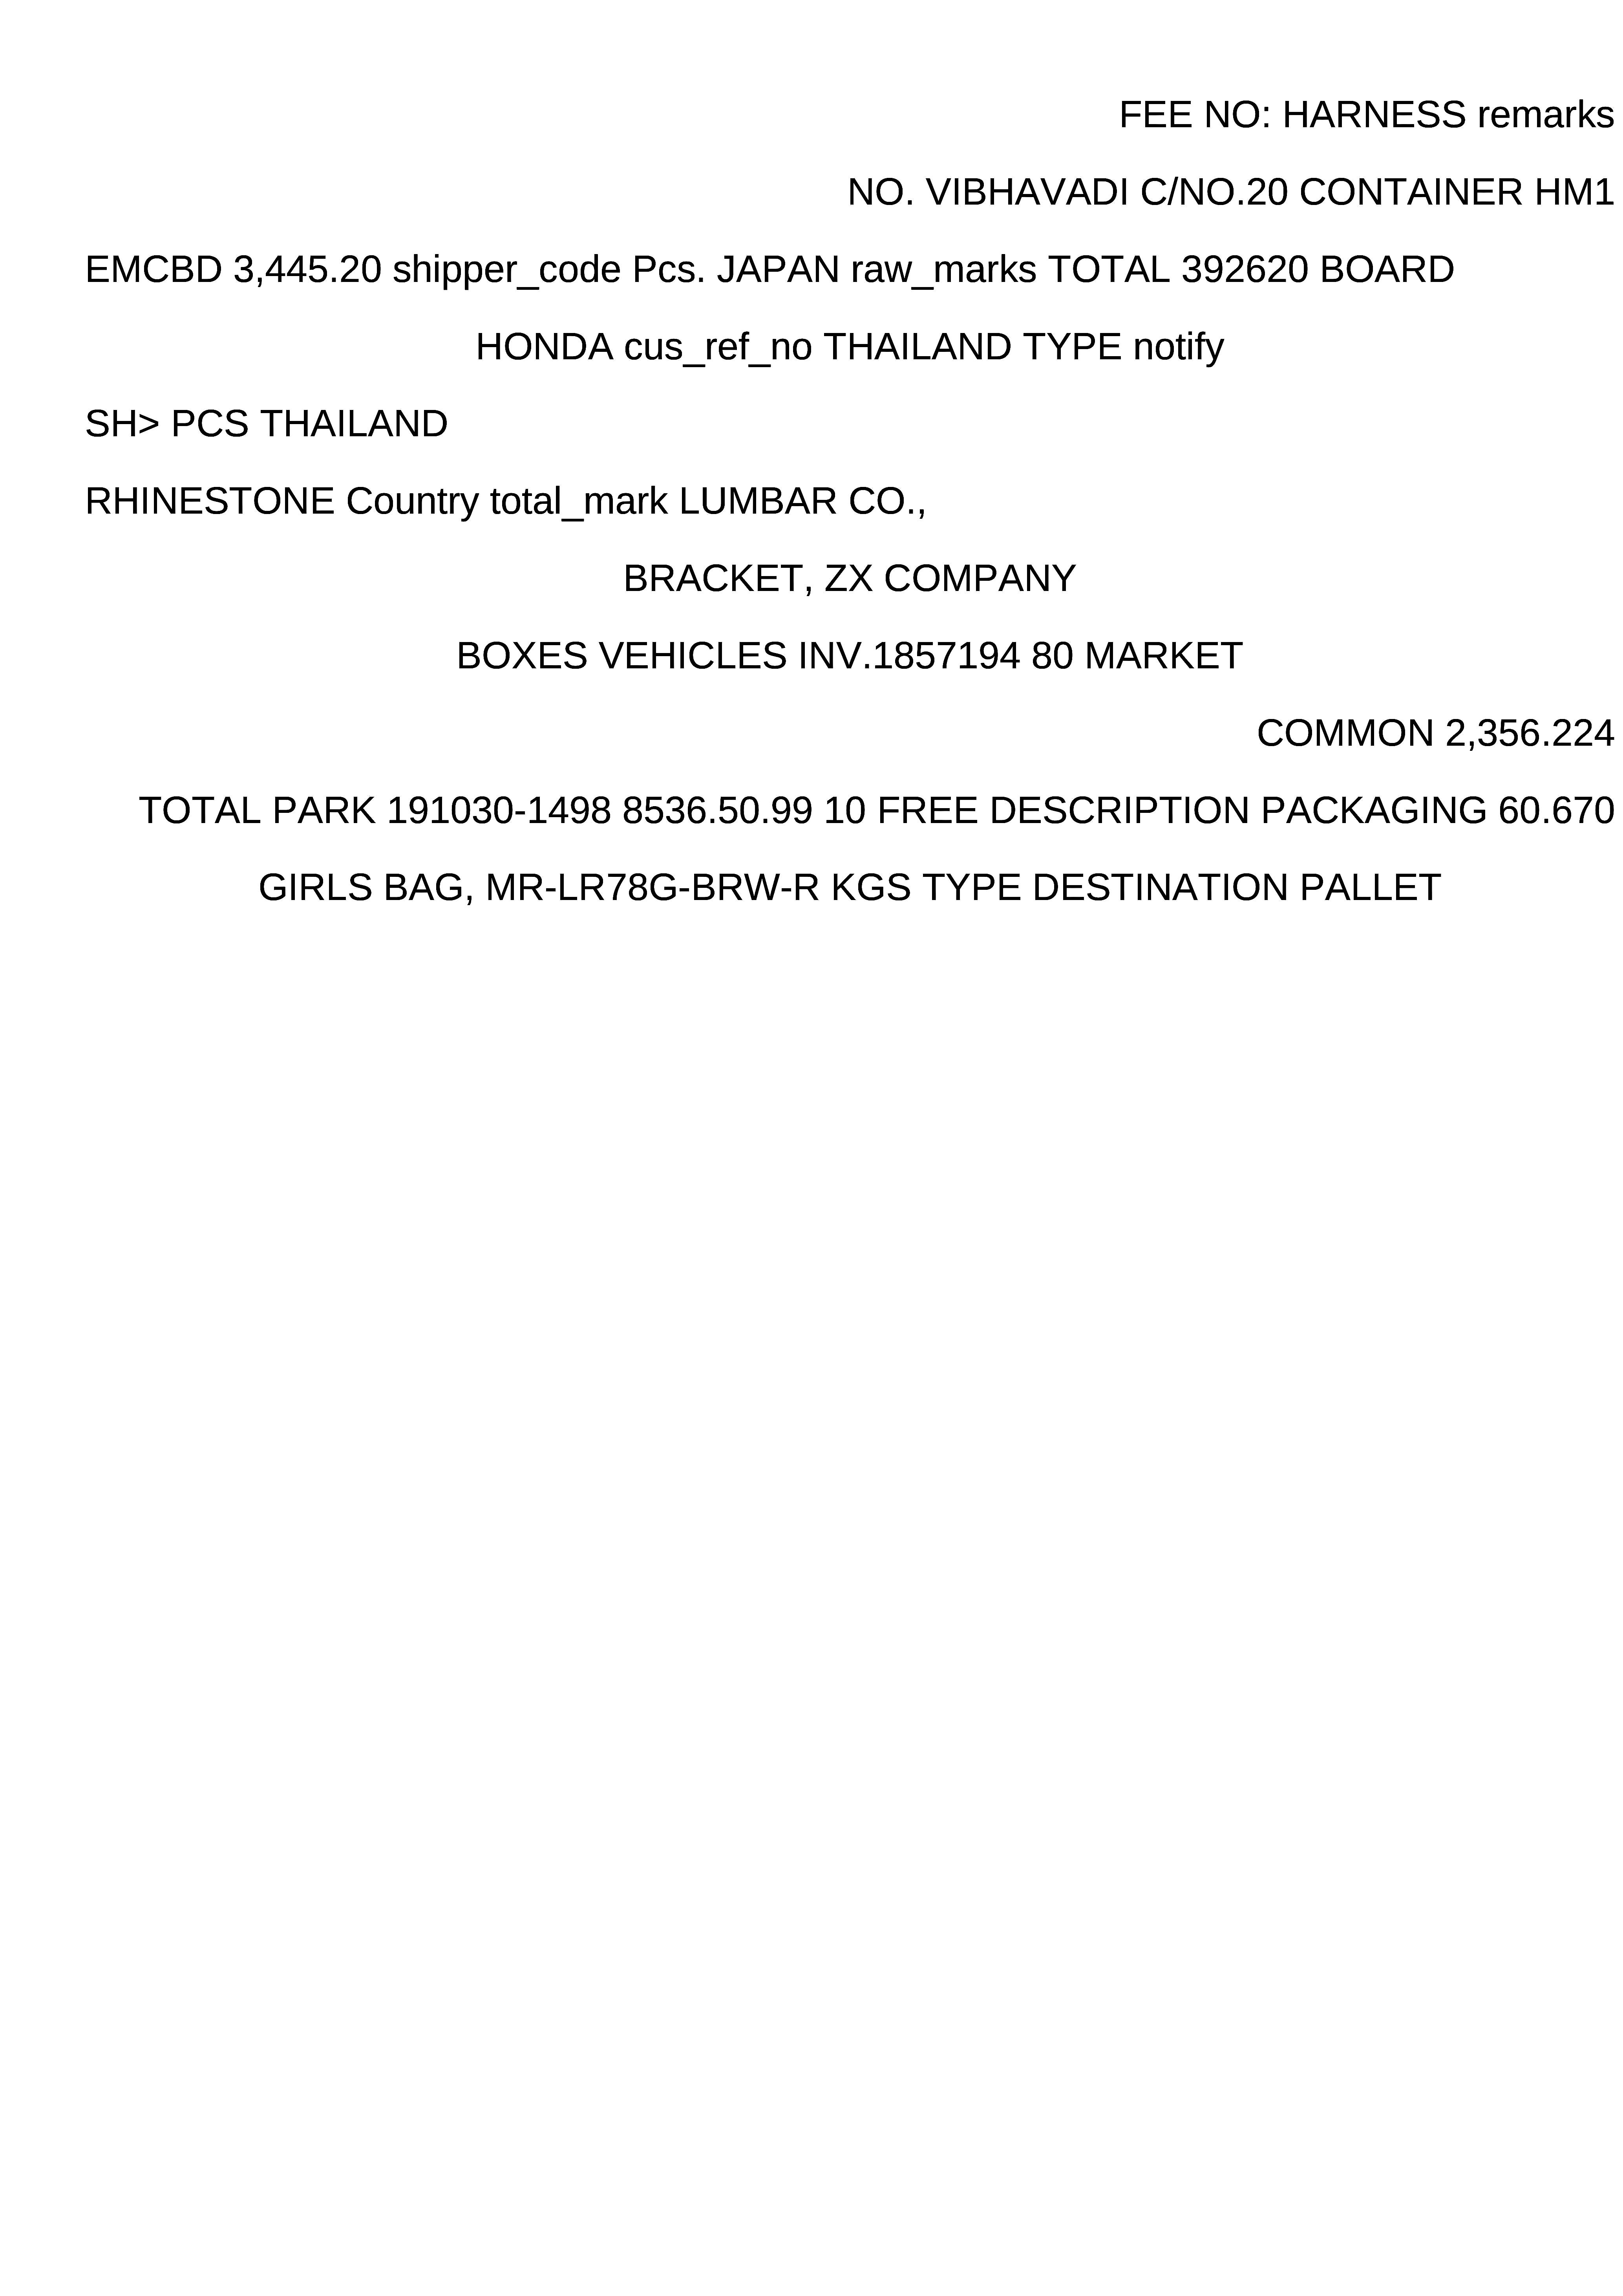 FEE NO: HARNESS remarks
NO. VIBHAVADI C/NO.20 CONTAINER HM1
EMCBD 3,445.20 shipper_code Pcs. JAPAN raw_marks TOTAL 392620 BOARD
HONDA cus_ref_no THAILAND TYPE notify
SH> PCS THAILAND
RHINESTONE Country total_mark LUMBAR CO.,
BRACKET, ZX COMPANY
BOXES VEHICLES INV.1857194 80 MARKET
COMMON 2,356.224
TOTAL PARK 191030-1498 8536.50.99 10 FREE DESCRIPTION PACKAGING 60.670
GIRLS BAG, MR-LR78G-BRW-R KGS TYPE DESTINATION PALLET